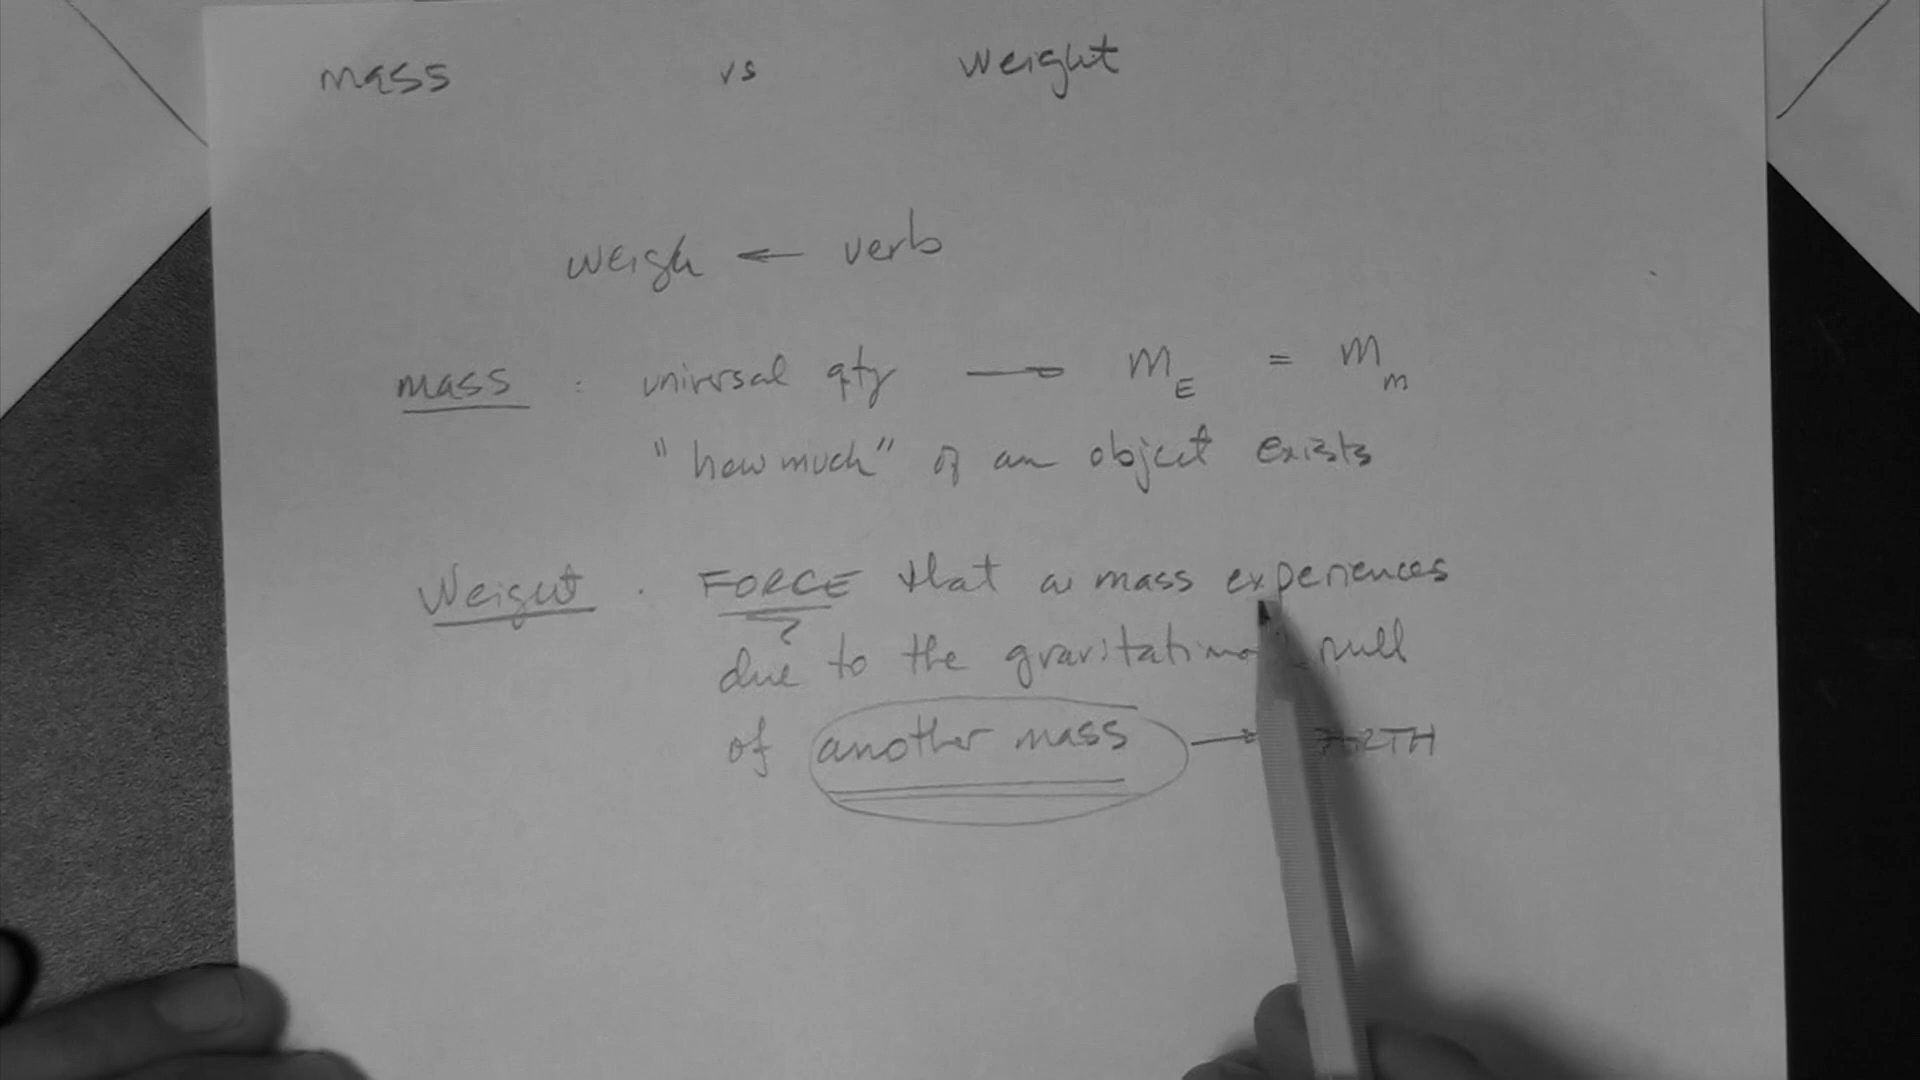 mass vs weight
weigh ← verb
mass : universal qty → m_E = m_m
"how much" of an object exists
Weight . FORCE that a mass experiences
due to the gravitational pull
of another mass →